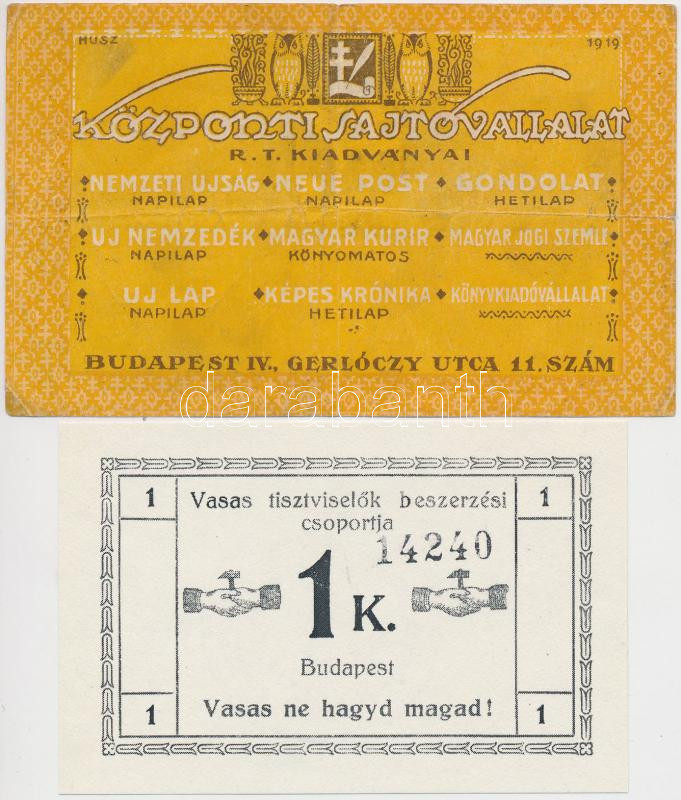 HUSZ 1919
KÖZPONTI SAJTÓVALLALAT
R.T. KIADVÁNYAI
NEMZETI UJSÁG ◆ NEUE POST ◆ GONDOLAT
NAPILAP NAPILAP HETILAP
UJ NEMZEDÉK ◆ MAGYAR KURIR ◆ MAGYAR JOGI SZEMLE
NAPILAP KÖNYOMATOS
UJ LAP ◆ KÉPES KRÓNIKA ◆ KÖNYVKIADÓVÁLLALAT
NAPILAP HETILAP
BUDAPEST IV., GERLÓCZY UTCA 11. SZÁM
darabanth
1 1
Vasas tisztviselők beszerzési
csoportja
14240
1 K.
Budapest
Vasas ne hagyd magad!
1 1